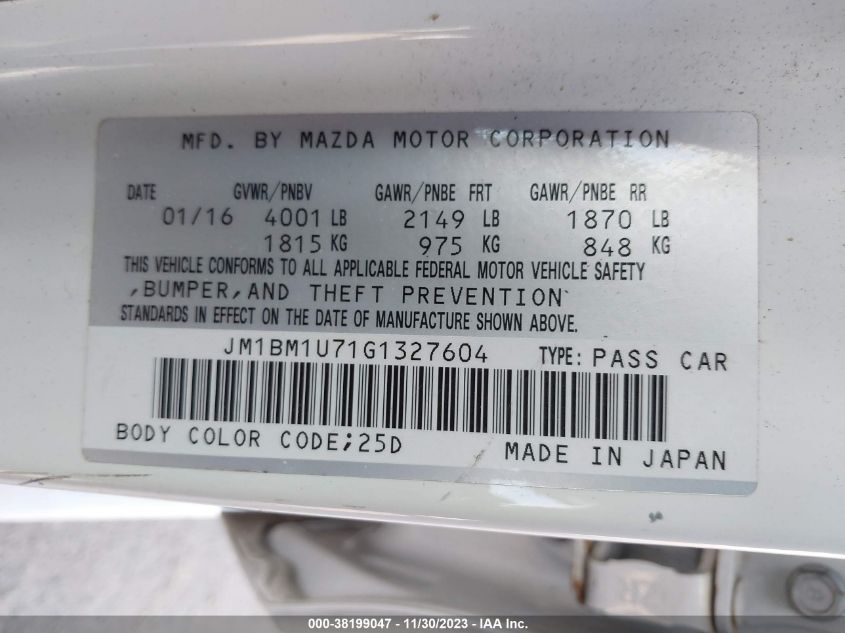 MFD. BY MAZDA MOTOR CORPORATION
DATE GVWR/PNBV GAWR/PNBE FRT GAWR/PNBE RR
01/16 4001 LB 2149 LB 1870 LB
1815 KG 975 KG 848 KG
THIS VEHICLE CONFORMS TO ALL APPLICABLE FEDERAL MOTOR VEHICLE SAFETY
,BUMPER,AND THEFT PREVENTION
STANDARDS IN EFFECT ON THE DATE OF MANUFACTURE SHOWN ABOVE.
JM1BM1U71G1327604 TYPE: PASS CAR
BODY COLOR CODE;25D MADE IN JAPAN
000-38199047 - 11/30/2023 - IAA Inc.